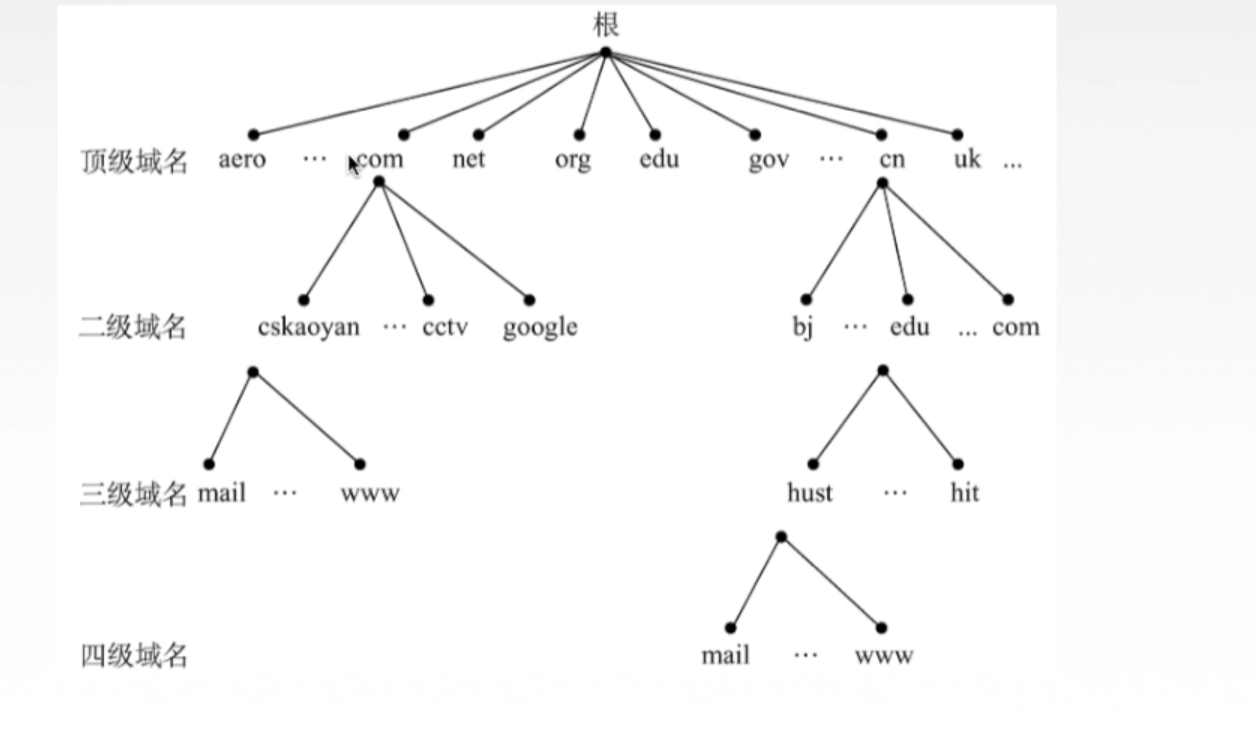 根
顶级域名 aero … com net org edu gov … cn uk ...
二级域名 cskaoyan … cctv google bj … edu ... com
三级域名 mail … www hust … hit
四级域名 mail … www